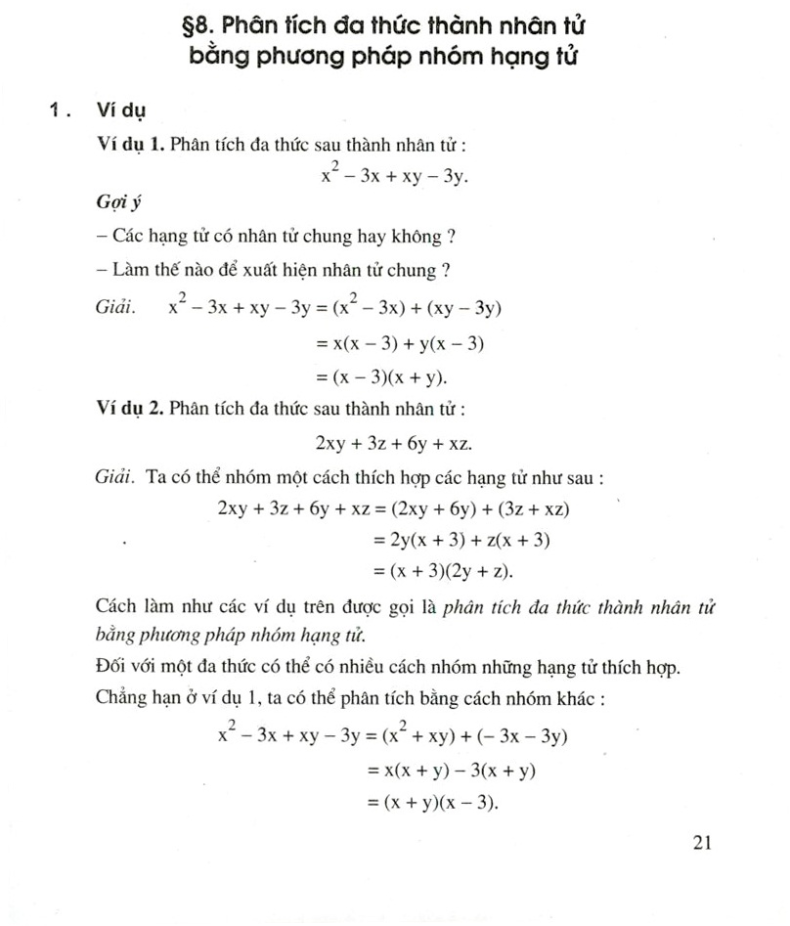 §8. Phân tích đa thức thành nhân tử
bằng phương pháp nhóm hạng tử
1 . Ví dụ
Ví dụ 1. Phân tích đa thức sau thành nhân tử :
x² – 3x + xy – 3y.
Gợi ý
– Các hạng tử có nhân tử chung hay không ?
– Làm thế nào để xuất hiện nhân tử chung ?
Giải. x² – 3x + xy – 3y = (x² – 3x) + (xy – 3y)
= x(x – 3) + y(x – 3)
= (x – 3)(x + y).
Ví dụ 2. Phân tích đa thức sau thành nhân tử :
2xy + 3z + 6y + xz.
Giải. Ta có thể nhóm một cách thích hợp các hạng tử như sau :
2xy + 3z + 6y + xz = (2xy + 6y) + (3z + xz)
= 2y(x + 3) + z(x + 3)
= (x + 3)(2y + z).
Cách làm như các ví dụ trên được gọi là phân tích đa thức thành nhân tử
bằng phương pháp nhóm hạng tử.
Đối với một đa thức có thể có nhiều cách nhóm những hạng tử thích hợp.
Chẳng hạn ở ví dụ 1, ta có thể phân tích bằng cách nhóm khác :
x² – 3x + xy – 3y = (x² + xy) + (– 3x – 3y)
= x(x + y) – 3(x + y)
= (x + y)(x – 3).
21